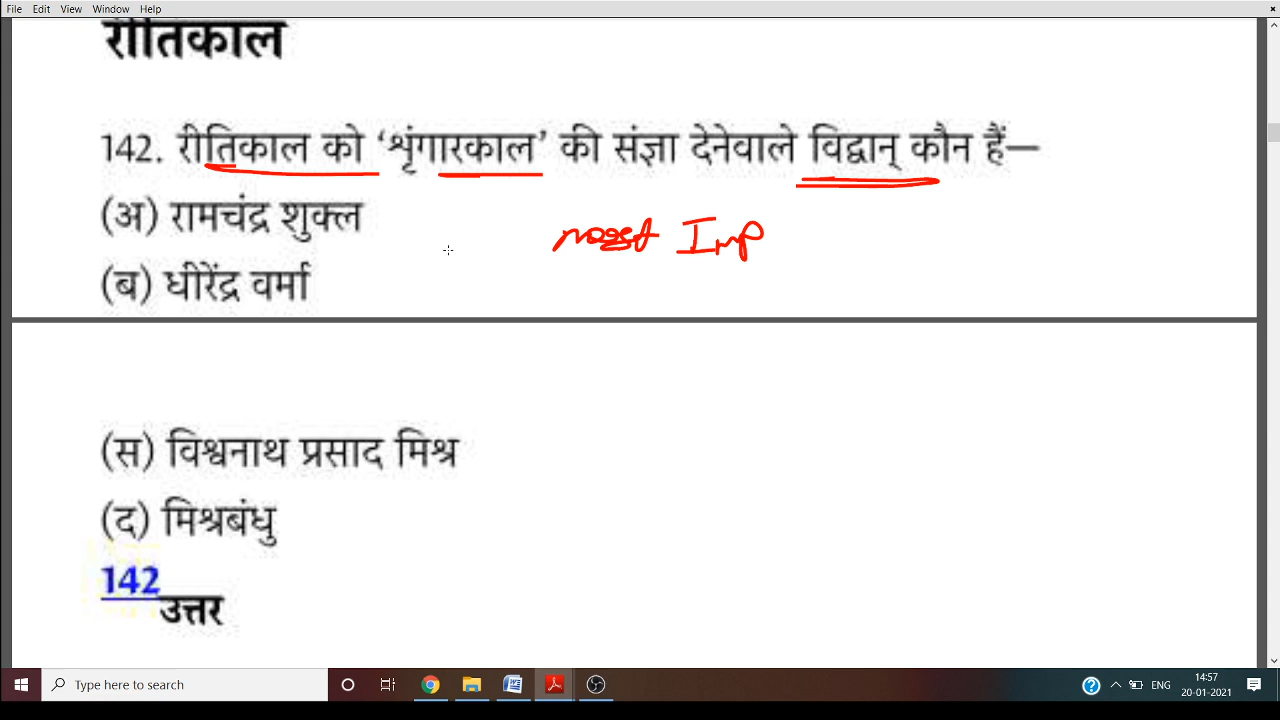 File Edit View Window Help
रीतिकाल
142. रीतिकाल को ‘शृंगारकाल’ की संज्ञा देनेवाले विद्वान् कौन हैं—
(अ) रामचंद्र शुक्ल
most Imp
(ब) धीरेंद्र वर्मा
(स) विश्वनाथ प्रसाद मिश्र
(द) मिश्रबंधु
142
उत्तर
Type here to search
ENG
14:57
20-01-2021